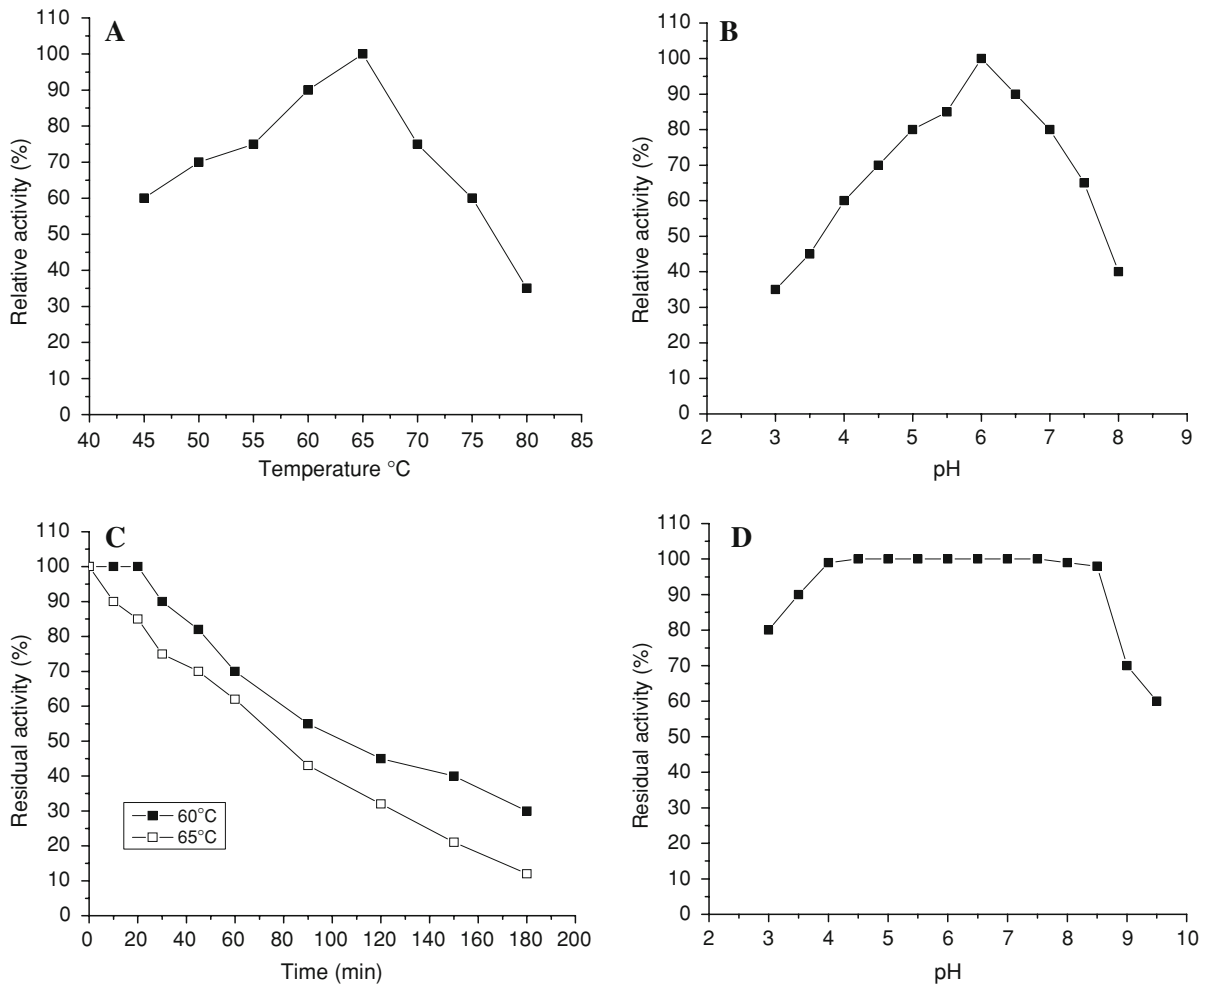 A
110
100
90
80
70
60
50
40
30
20
10
0
Relative activity (%)
40 45 50 55 60 65 70 75 80 85
Temperature °C
B
110
100
90
80
70
60
50
40
30
20
10
0
Relative activity (%)
2 3 4 5 6 7 8 9
pH
C
110
100
90
80
70
60
50
40
30
20
10
0
Residual activity (%)
60°C
65°C
0 20 40 60 80 100 120 140 160 180 200
Time (min)
D
110
100
90
80
70
60
50
40
30
20
10
0
Residual activity (%)
2 3 4 5 6 7 8 9 10
pH